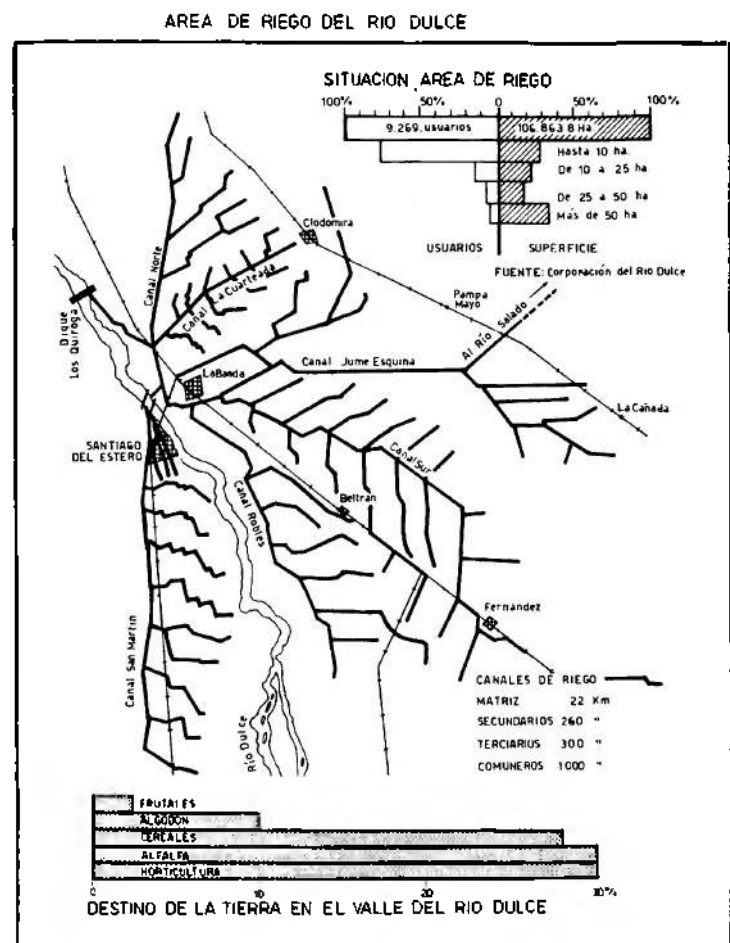 AREA DE RIEGO DEL RIO DULCE
SITUACION, AREA DE RIEGO
100% 50% 0 50% 100%
9.269, usuarios 106.863 8 Ha
Hasta 10 ha.
De 10 a 25 ha
De 25 a 50 ha
Más de 50 ha
USUARIOS SUPERFICIE
FUENTE: Corporación del Río Dulce
Clodomira
Canal Norte
Canal La Cuarteada
Pampa
Mayo
Dique
Los Quiroga
Al Río Salado
Canal Jume Esquina
La Banda
La Cañada
SANTIAGO
DEL ESTERO
Canal Sur
Canal Robles
Beltran
Fernandez
Canal San Martín
Río Dulce
CANALES DE RIEGO
MATRIZ 22 Km
SECUNDARIOS 260 "
TERCIARIUS 300 "
COMUNEROS 1000 "
FRUTALES
ALGODON
CEREALES
ALFALFA
HORTICULTURA
0 10 20 30%
DESTINO DE LA TIERRA EN EL VALLE DEL RIO DULCE